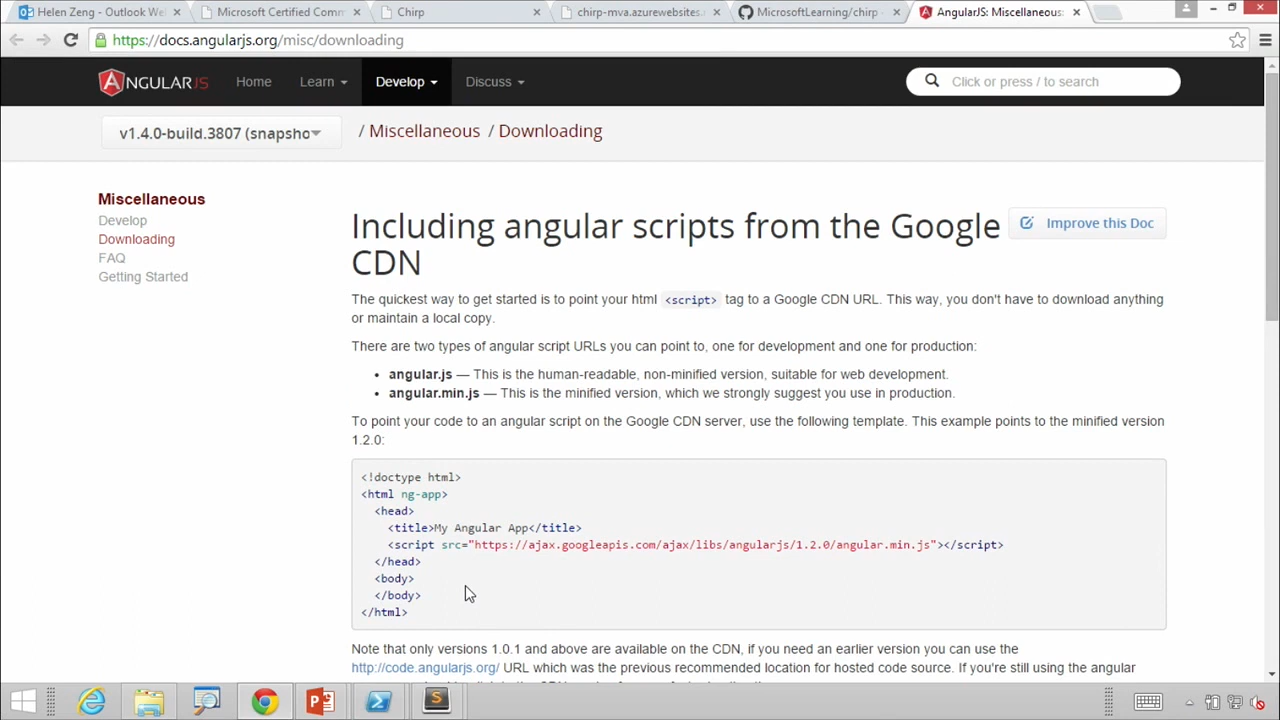 Helen Zeng - Outlook We
Microsoft Certified Comm
Chirp
chirp-mva.azurewebsites.
MicrosoftLearning/chirp
AngularJS: Miscellaneous:
https://docs.angularjs.org/misc/downloading
ANGULARJS
Home
Learn
Develop
Discuss
Click or press / to search
v1.4.0-build.3807 (snapsho
/ Miscellaneous / Downloading
Miscellaneous
Develop
Downloading
FAQ
Getting Started
Including angular scripts from the Google
CDN
Improve this Doc
The quickest way to get started is to point your html <script> tag to a Google CDN URL. This way, you don't have to download anything
or maintain a local copy.
There are two types of angular script URLs you can point to, one for development and one for production:
• angular.js — This is the human-readable, non-minified version, suitable for web development.
• angular.min.js — This is the minified version, which we strongly suggest you use in production.
To point your code to an angular script on the Google CDN server, use the following template. This example points to the minified version
1.2.0:
<!doctype html>
<html ng-app>
<head>
<title>My Angular App</title>
<script src="https://ajax.googleapis.com/ajax/libs/angularjs/1.2.0/angular.min.js"></script>
</head>
<body>
</body>
</html>
Note that only versions 1.0.1 and above are available on the CDN, if you need an earlier version you can use the
http://code.angularjs.org/ URL which was the previous recommended location for hosted code source. If you're still using the angular